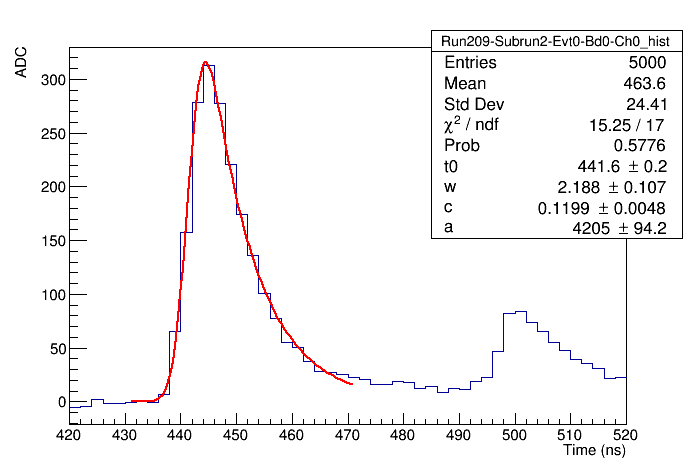 Run209-Subrun2-Evt0-Bd0-Ch0_hist
Entries 5000
Mean 463.6
Std Dev 24.41
χ² / ndf 15.25 / 17
Prob 0.5776
t0 441.6 ± 0.2
w 2.188 ± 0.107
c 0.1199 ± 0.0048
a 4205 ± 94.2
ADC
300
250
200
150
100
50
0
420 430 440 450 460 470 480 490 500 510 520
Time (ns)